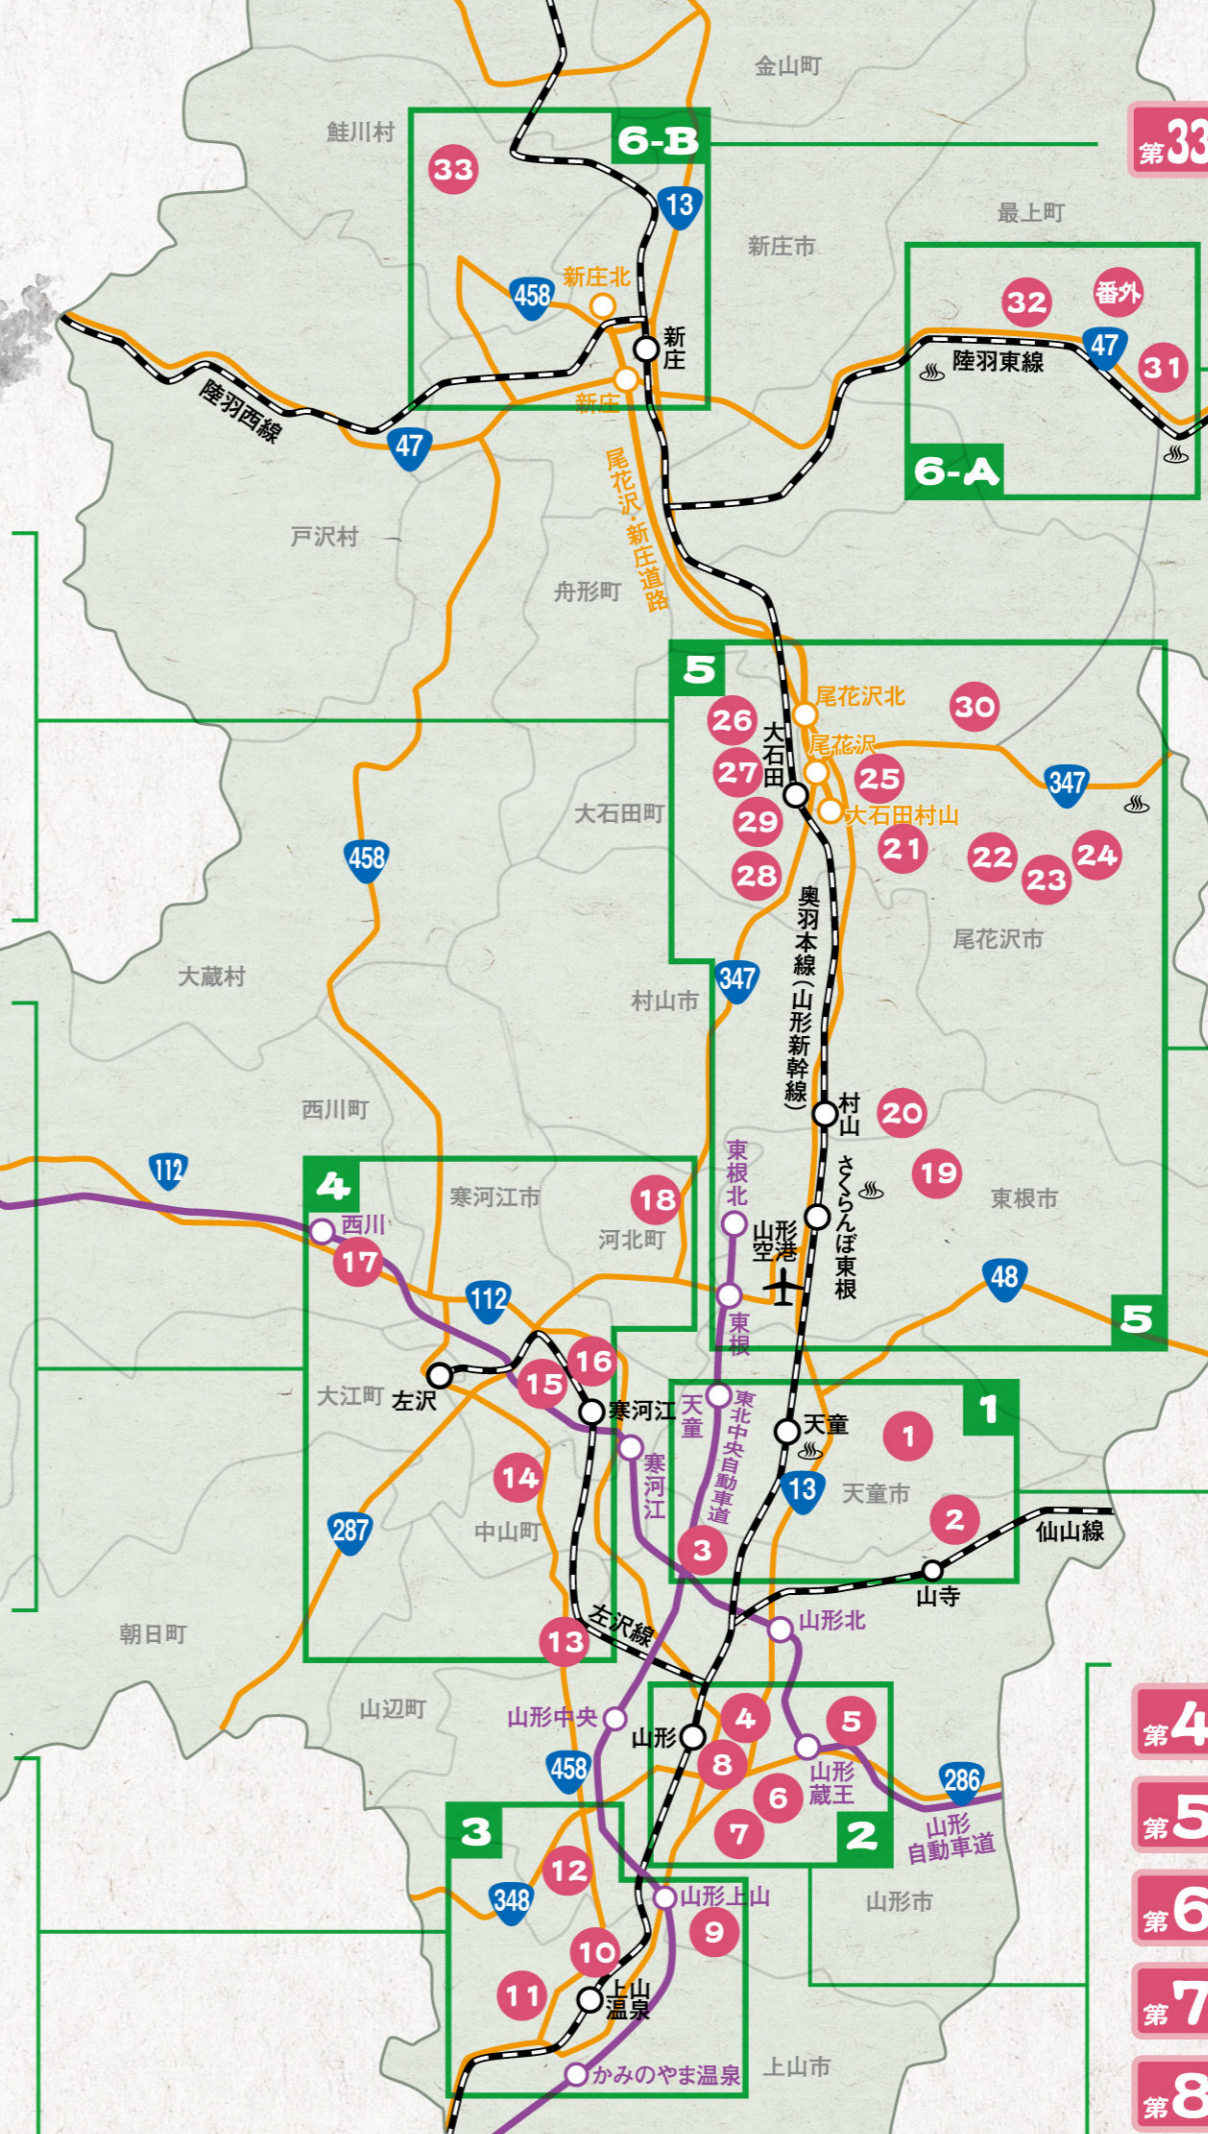 金山町
鮭川村
6-B
第33
33
13
最上町
新庄市
新庄北
458
32
番外
新庄
47
陸羽東線
31
陸羽西線
新庄
47
6-A
尾花沢・新庄道路
戸沢村
舟形町
5
尾花沢北
30
26
大石田
尾花沢
27
25
347
大石田町
大石田村山
29
21
22
24
23
458
28
奥羽本線(山形新幹線)
尾花沢市
大蔵村
347
村山市
西川町
村山
20
東根北
112
さくらんぼ東根
19
4
寒河江市
18
東根市
西川
河北町
山形
空港
17
48
112
東根
5
16
15
大江町
左沢
寒河江
天童
東北中央自動車道
1
天童
1
寒河江
14
13
天童市
287
中山町
2
仙山線
3
山寺
朝日町
左沢線
13
山形北
山辺町
山形中央
山形
4
5
第4
8
458
山形
蔵王
286
6
第5
3
7
2
山形
自動車道
12
348
山形上山
山形市
第6
9
10
11
上山
温泉
第7
かみのやま温泉
上山市
第8